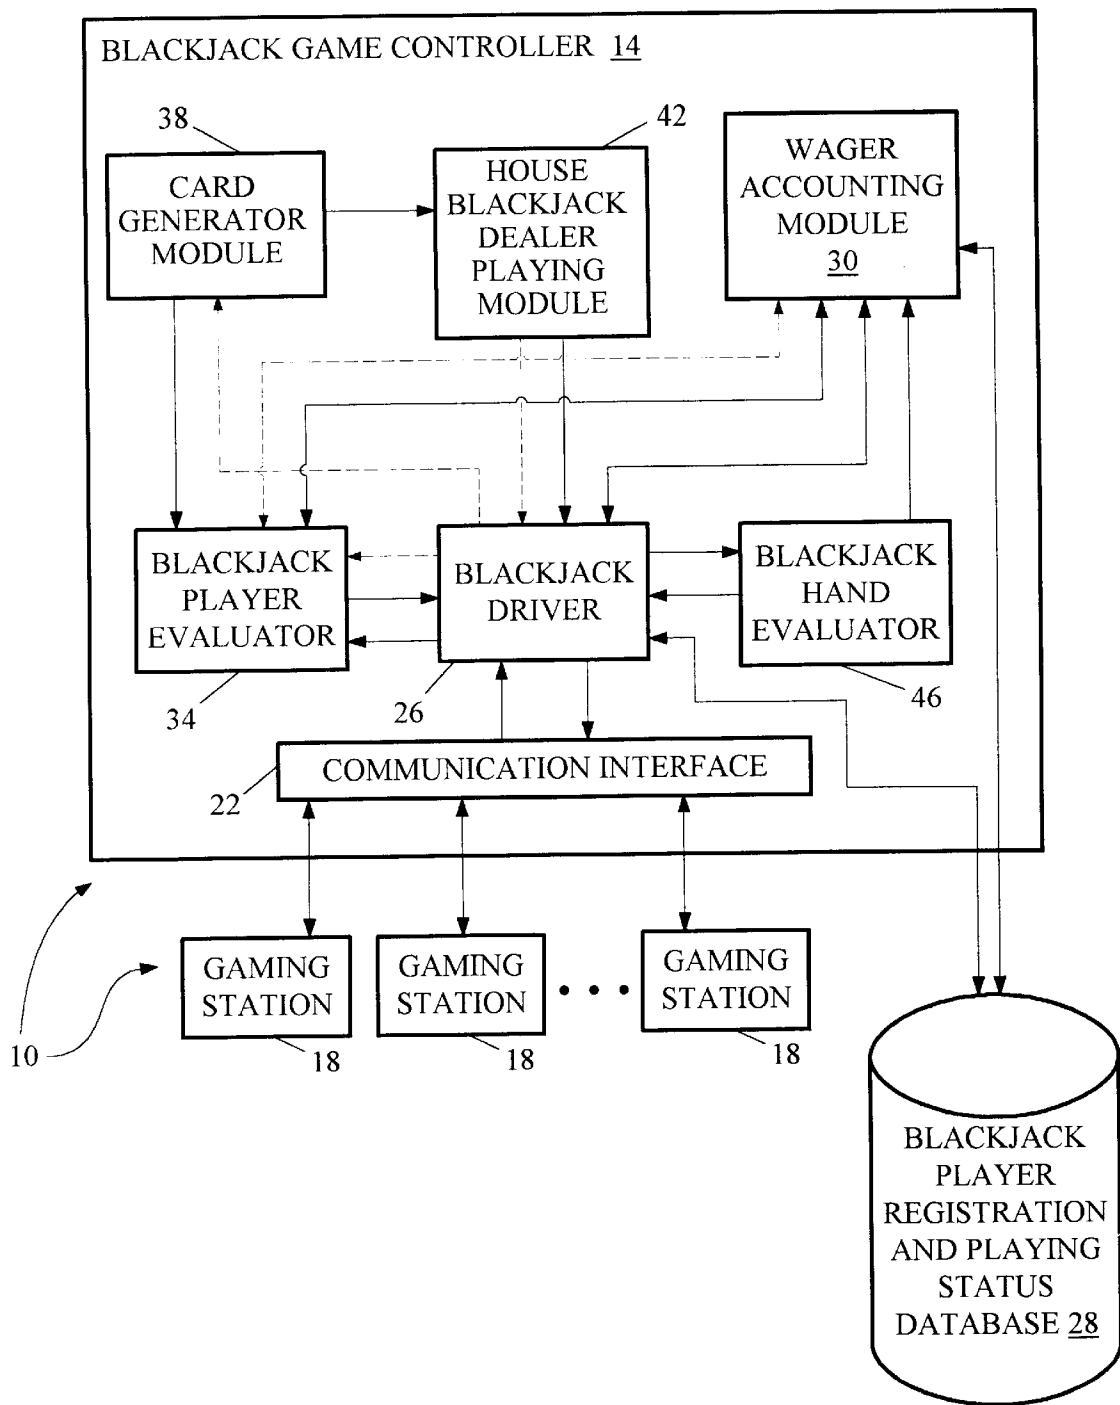 BLACKJACK GAME CONTROLLER 14
38
42
CARD
GENERATOR
MODULE
HOUSE
BLACKJACK
DEALER
PLAYING
MODULE
WAGER
ACCOUNTING
MODULE
30
BLACKJACK
PLAYER
EVALUATOR
BLACKJACK
DRIVER
BLACKJACK
HAND
EVALUATOR
34
26
46
COMMUNICATION INTERFACE
22
GAMING
STATION
GAMING
STATION
GAMING
STATION
10
18
18
18
BLACKJACK
PLAYER
REGISTRATION
AND PLAYING
STATUS
DATABASE 28